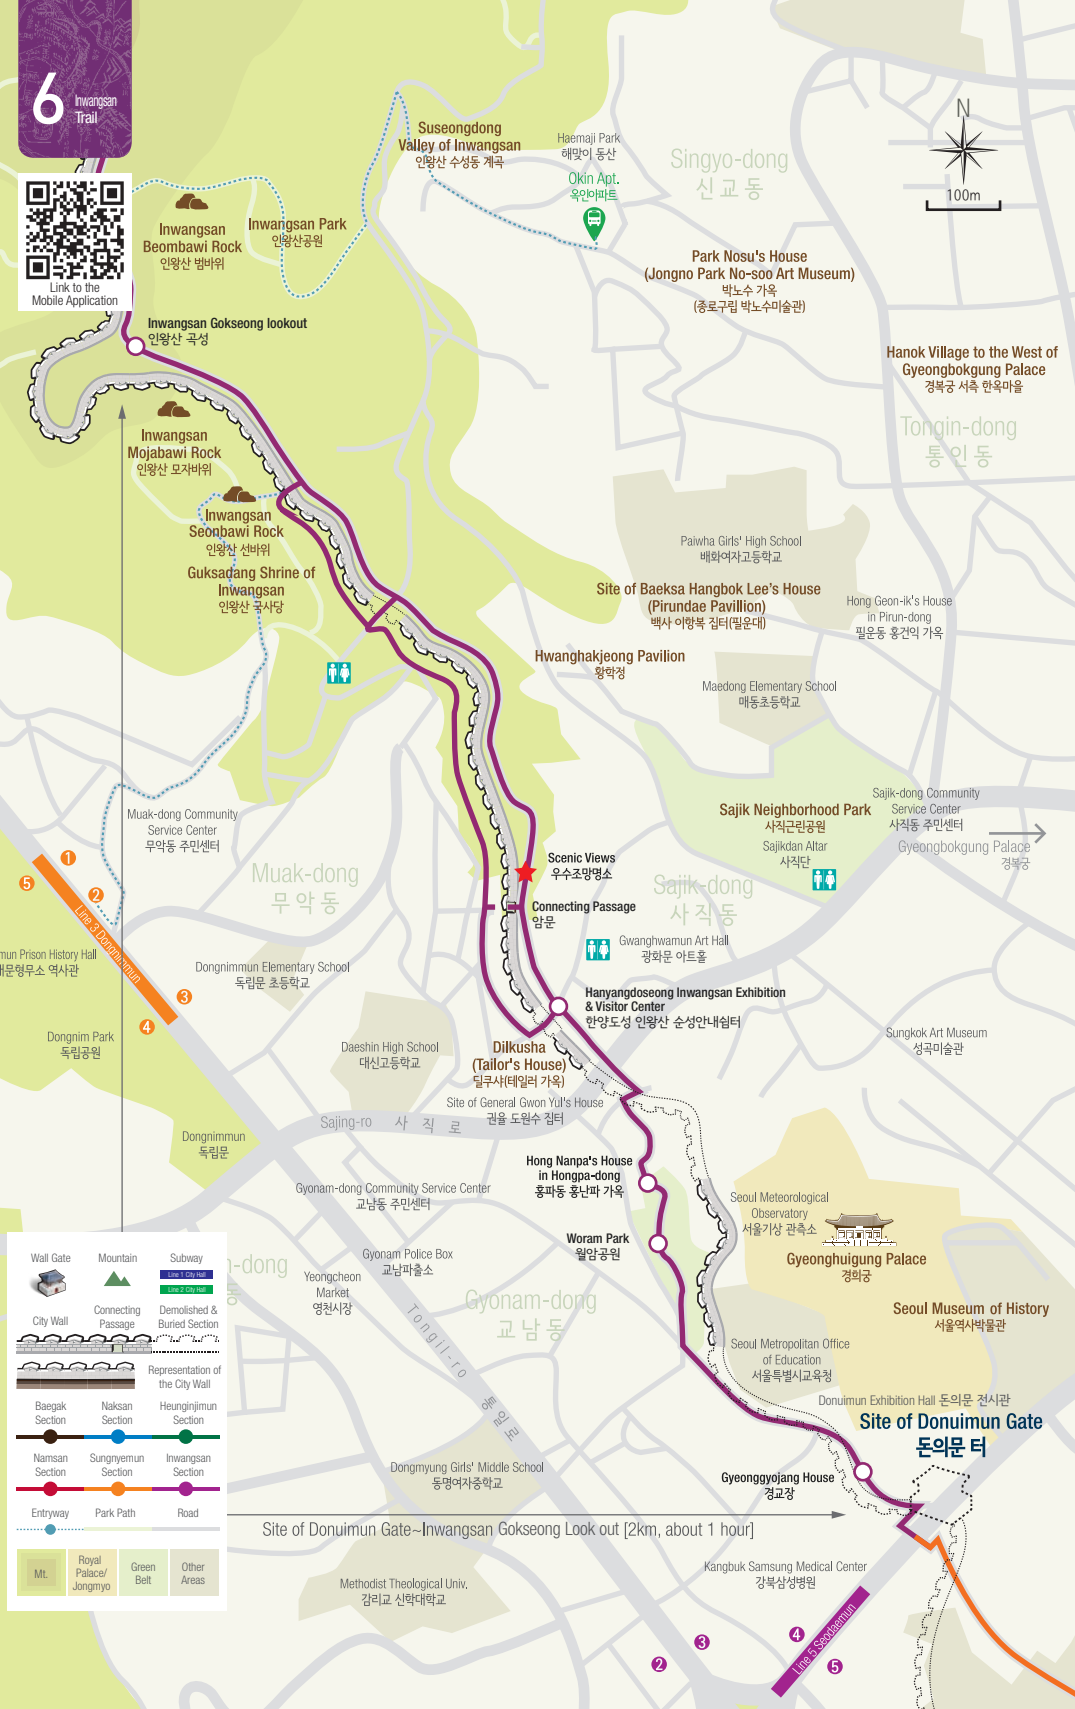 6 Inwangsan
Trail
Link to the
Mobile Application
N
100m
Suseongdong
Valley of Inwangsan
인왕산 수성동 계곡
Haemaji Park
해맞이 동산
Okin Apt.
옥인아파트
Singyo-dong
신교동
Inwangsan
Beombawi Rock
인왕산 범바위
Inwangsan Park
인왕산공원
Park Nosu's House
(Jongno Park No-soo Art Museum)
박노수 가옥
(종로구립 박노수미술관)
Inwangsan Gokseong lookout
인왕산 곡성
Hanok Village to the West of
Gyeongbokgung Palace
경복궁 서측 한옥마을
Tongin-dong
통인동
Inwangsan
Mojabawi Rock
인왕산 모자바위
Inwangsan
Seonbawi Rock
인왕산 선바위
Guksadang Shrine of
Inwangsan
인왕산 국사당
Paiwha Girls' High School
배화여자고등학교
Site of Baeksa Hangbok Lee's House
(Pirundae Pavillion)
백사 이항복 집터(필운대)
Hong Geon-ik's House
in Pirun-dong
필운동 홍건익 가옥
Hwanghakjeong Pavilion
황학정
Maedong Elementary School
매동초등학교
Muak-dong Community
Service Center
무악동 주민센터
Sajik Neighborhood Park
사직근린공원
Sajikdan Altar
사직단
Sajik-dong Community
Service Center
사직동 주민센터
Gyeongbokgung Palace
경복궁
Muak-dong
무악동
Scenic Views
우수조망명소
Sajik-dong
사직동
Connecting Passage
암문
1
5
2
Line 3 Dongnimmun
3
4
mun Prison History Hall
대문형무소 역사관
Dongnimmun Elementary School
독립문 초등학교
Gwanghwamun Art Hall
광화문 아트홀
Hanyangdoseong Inwangsan Exhibition
& Visitor Center
한양도성 인왕산 순성안내쉼터
Dongnim Park
독립공원
Daeshin High School
대신고등학교
Dilkusha
(Tailor's House)
딜쿠샤(테일러 가옥)
Sungkok Art Museum
성곡미술관
Site of General Gwon Yul's House
권율 도원수 집터
Sajing-ro 사직로
Dongnimmun
독립문
Hong Nanpa's House
in Hongpa-dong
홍파동 홍난파 가옥
Gyonam-dong Community Service Center
교남동 주민센터
Seoul Meteorological
Observatory
서울기상 관측소
Woram Park
월암공원
Gyeonghuigung Palace
경희궁
Gyonam Police Box
교남파출소
Yeongcheon
Market
영천시장
n-dong
동
Gyonam-dong
교남동
Seoul Museum of History
서울역사박물관
Tongil-ro 통일로
Seoul Metropolitan Office
of Education
서울특별시교육청
Donuimun Exhibition Hall 돈의문 전시관
Site of Donuimun Gate
돈의문 터
Dongmyung Girls' Middle School
동명여자중학교
Gyeonggyojang House
경교장
Site of Donuimun Gate~Inwangsan Gokseong Look out [2km, about 1 hour]
Kangbuk Samsung Medical Center
강북삼성병원
Methodist Theological Univ.
감리교 신학대학교
Line 5 Seodaemun
3
4
2
5
Wall Gate
Mountain
Subway
Line 1 City Hall
Line 2 City Hall
City Wall
Connecting
Passage
Demolished &
Buried Section
Representation of
the City Wall
Baegak
Section
Naksan
Section
Heunginjimun
Section
Namsan
Section
Sungnyemun
Section
Inwangsan
Section
Entryway
Park Path
Road
Mt.
Royal
Palace/
Jongmyo
Green
Belt
Other
Areas